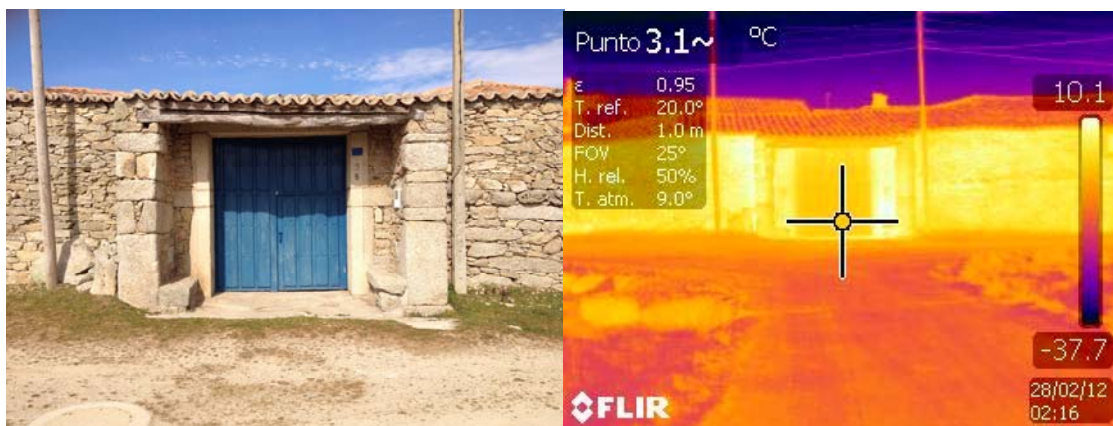 Punto 3.1~ ºC
ε 0.95
T. ref. 20.0°
Dist. 1.0 m
FOV 25°
H. rel. 50%
T. atm. 9.0°
10.1
-37.7
28/02/12
02:16
FLIR